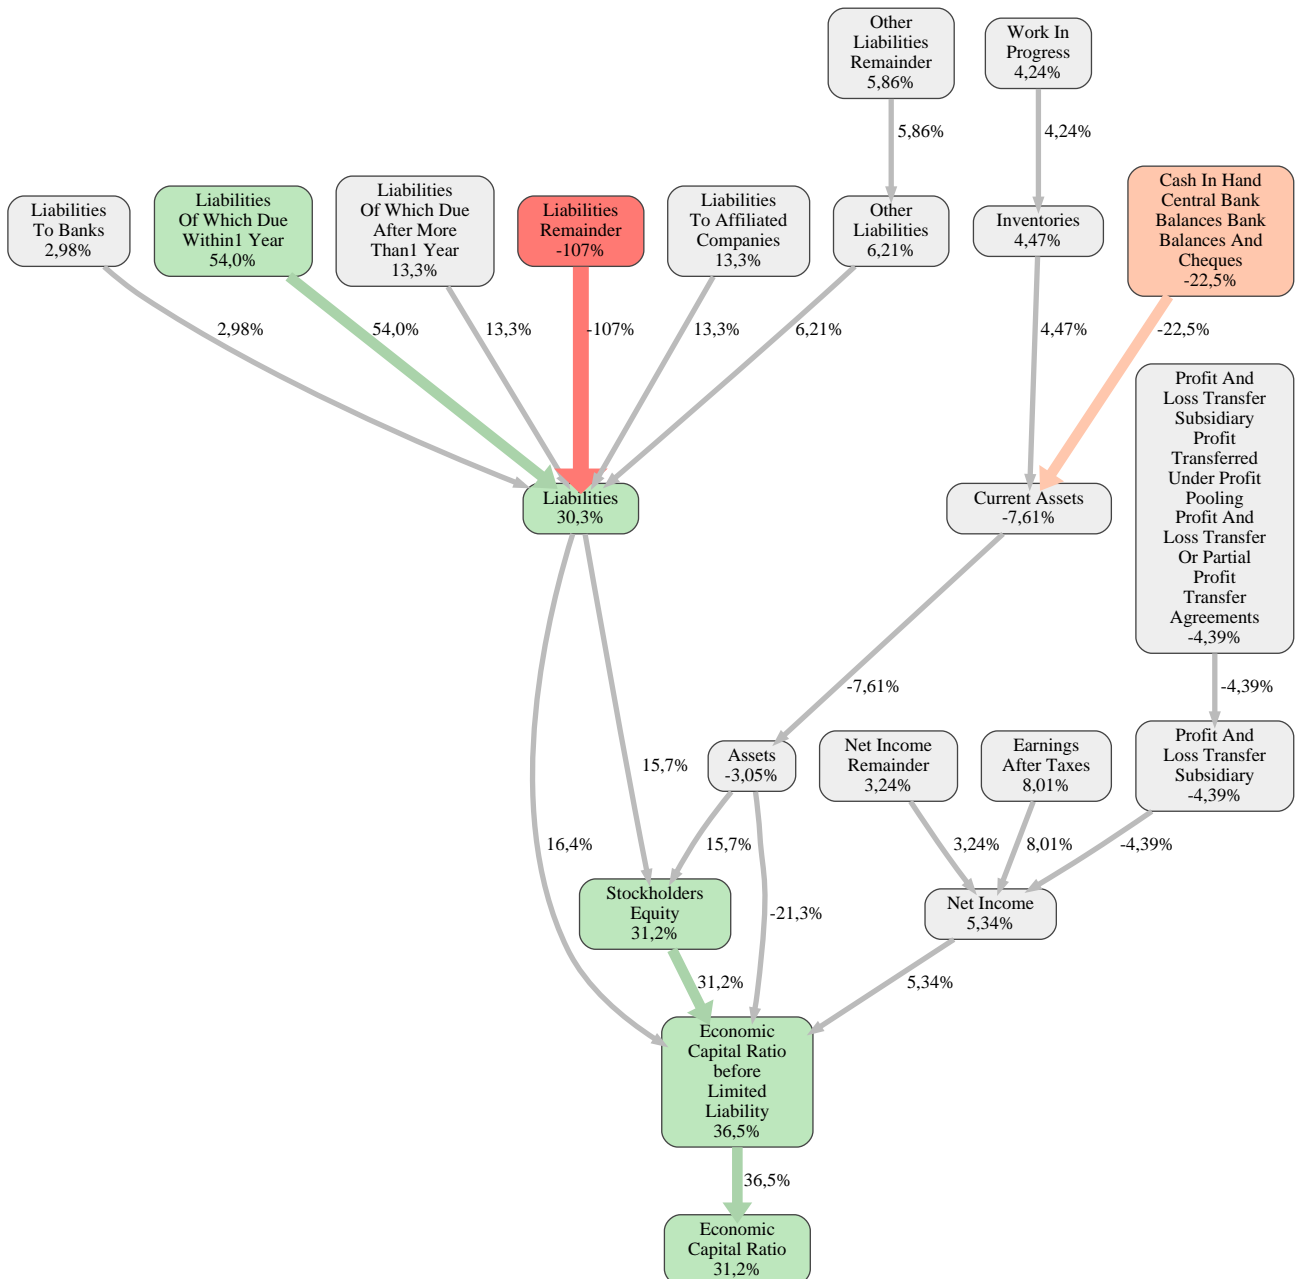 Other
Liabilities
Remainder
5,86%
Work In
Progress
4,24%
5,86%
4,24%
Liabilities
To Banks
2,98%
Liabilities
Of Which Due
Within1 Year
54,0%
Liabilities
Of Which Due
After More
Than1 Year
13,3%
Liabilities
Remainder
-107%
Liabilities
To Affiliated
Companies
13,3%
Other
Liabilities
6,21%
Inventories
4,47%
Cash In Hand
Central Bank
Balances Bank
Balances And
Cheques
-22,5%
2,98%
54,0%
13,3%
-107%
13,3%
6,21%
4,47%
-22,5%
Profit And
Loss Transfer
Subsidiary
Profit
Transferred
Under Profit
Pooling
Profit And
Loss Transfer
Or Partial
Profit
Transfer
Agreements
-4,39%
Liabilities
30,3%
Current Assets
-7,61%
-7,61%
-4,39%
15,7%
Assets
-3,05%
Net Income
Remainder
3,24%
Earnings
After Taxes
8,01%
Profit And
Loss Transfer
Subsidiary
-4,39%
16,4%
15,7%
3,24%
8,01%
-4,39%
Stockholders
Equity
31,2%
-21,3%
Net Income
5,34%
31,2%
5,34%
Economic
Capital Ratio
before
Limited
Liability
36,5%
36,5%
Economic
Capital Ratio
31,2%